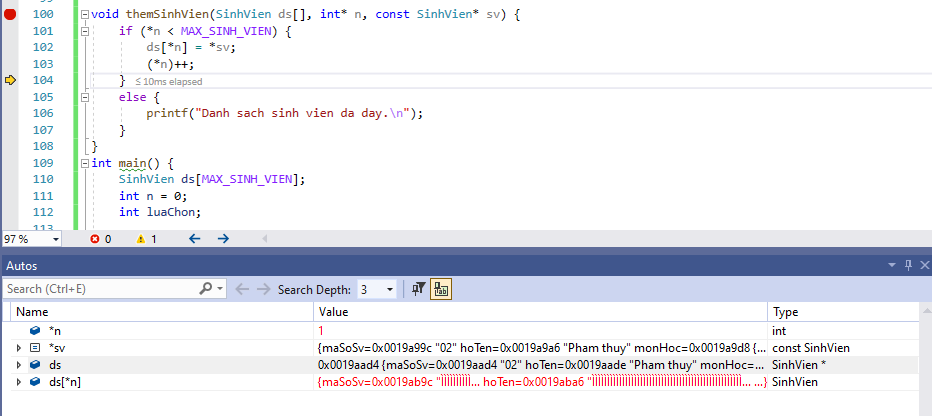 100 void themSinhVien(SinhVien ds[], int* n, const SinhVien* sv) {
101 if (*n < MAX_SINH_VIEN) {
102 ds[*n] = *sv;
103 (*n)++;
104 } ≤ 10ms elapsed
105 else {
106 printf("Danh sach sinh vien da day.\n");
107 }
108 }
109 int main() {
110 SinhVien ds[MAX_SINH_VIEN];
111 int n = 0;
112 int luaChon;
97 % 0 1
Autos
Search (Ctrl+E) Search Depth: 3
Name Value Type
*n 1 int
*sv {maSoSv=0x0019a99c "02" hoTen=0x0019a9a6 "Pham thuy" monHoc=0x0019a9d8 {... const SinhVien
ds 0x0019aad4 {maSoSv=0x0019aad4 "02" hoTen=0x0019aade "Pham thuy" monHoc=... SinhVien *
ds[*n] {maSoSv=0x0019ab9c hoTen=0x0019aba6 ...} SinhVien